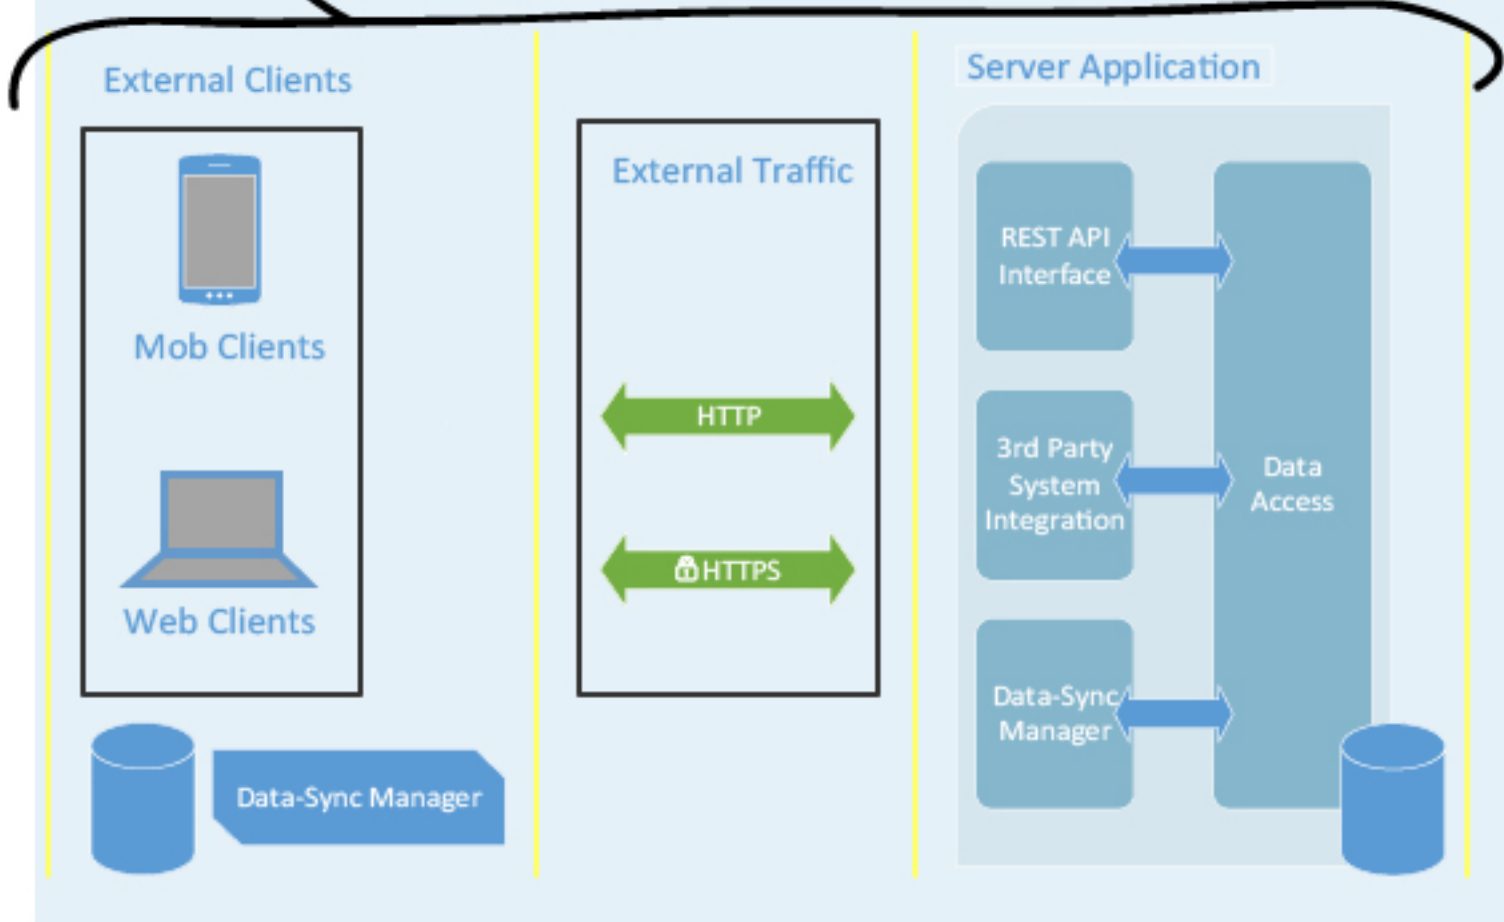 External Clients
Mob Clients
Web Clients
Data-Sync Manager
External Traffic
HTTP
HTTPS
Server Application
REST API
Interface
3rd Party
System
Integration
Data-Sync
Manager
Data
Access